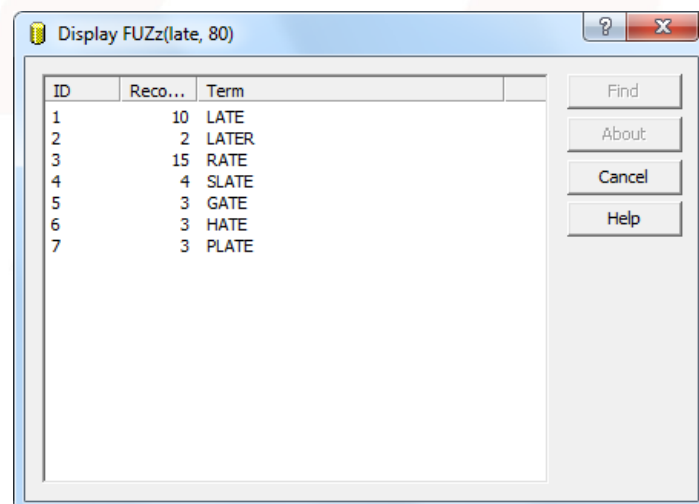 Display FUZz(late, 80)
ID Reco... Term
1 10 LATE
2 2 LATER
3 15 RATE
4 4 SLATE
5 3 GATE
6 3 HATE
7 3 PLATE
Find
About
Cancel
Help